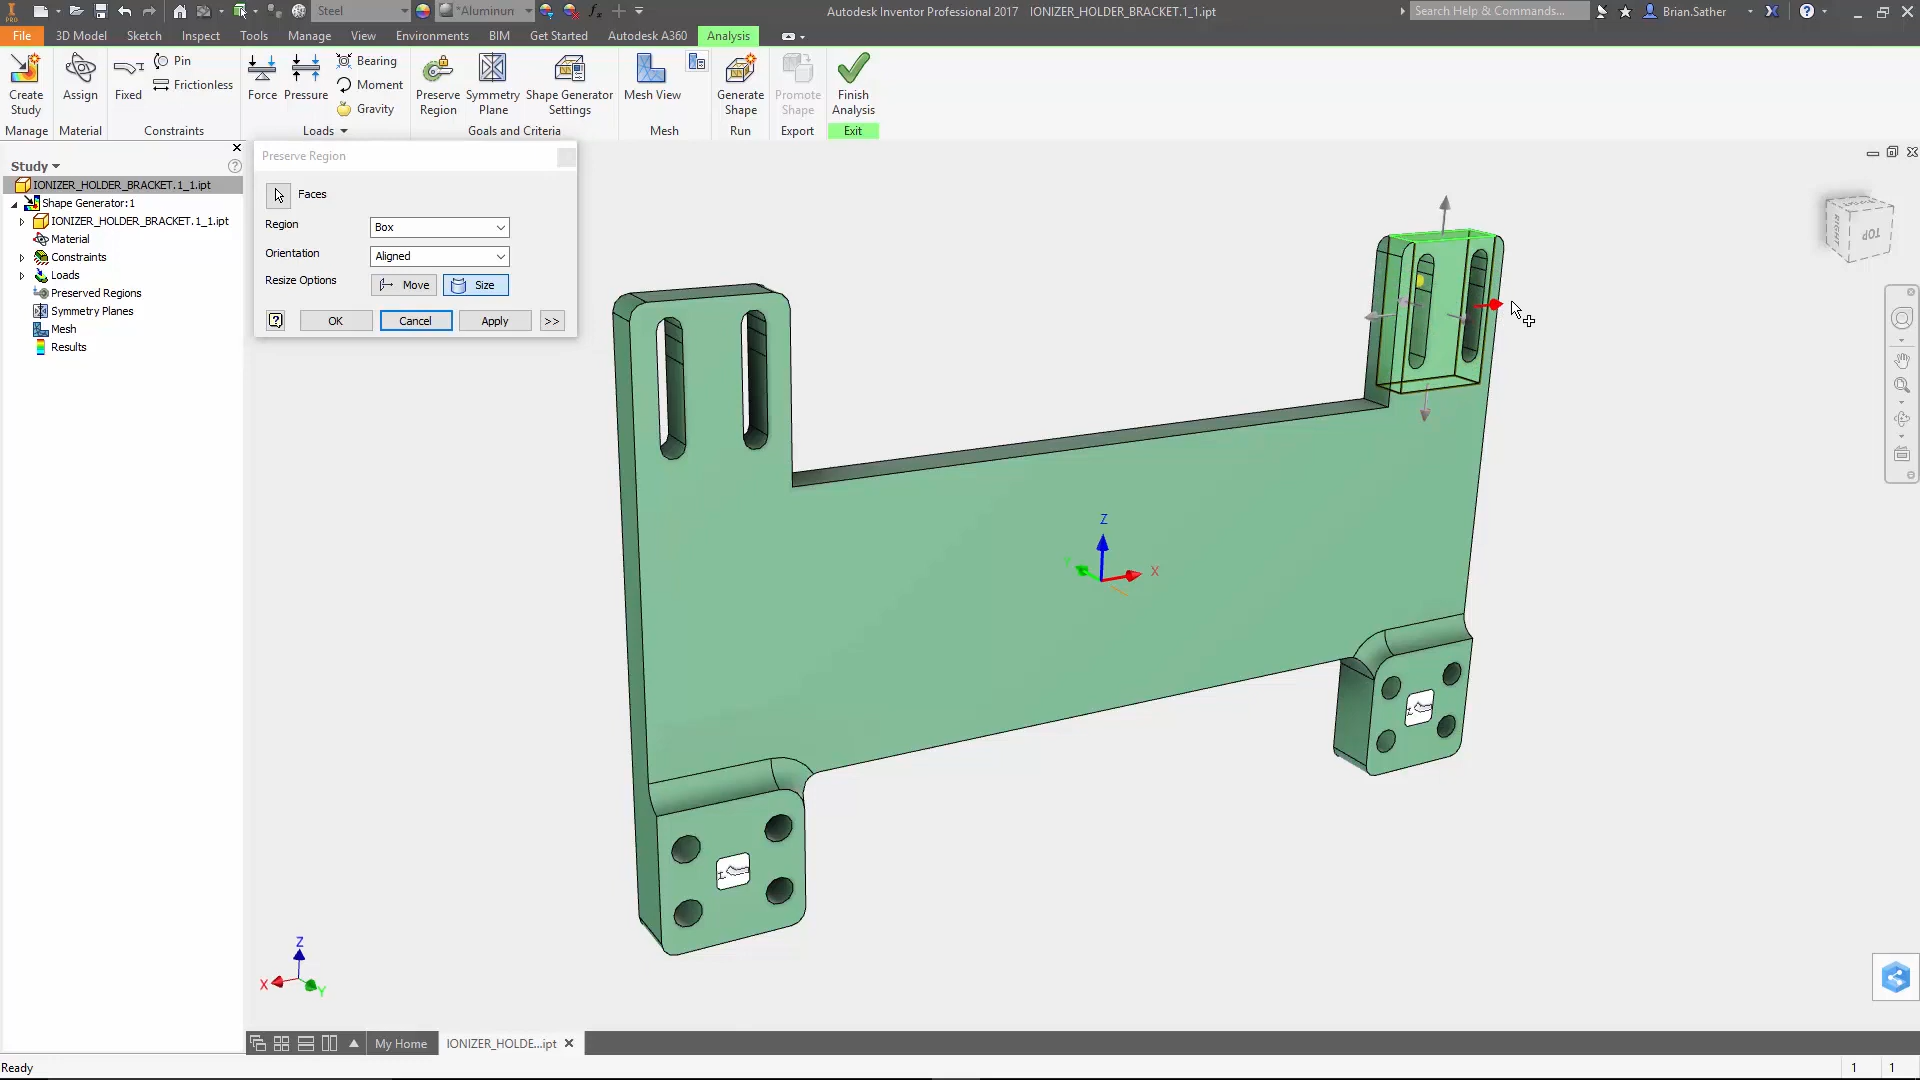 PRO
Steel
*Aluminun
Autodesk Inventor Professional 2017 IONIZER_HOLDER_BRACKET.1_1.ipt
Search Help & Commands...
Brian.Sather
File 3D Model Sketch Inspect Tools Manage View Environments BIM Get Started Autodesk A360 Analysis
Create Study
Assign
Fixed
Pin
Frictionless
Force
Pressure
Bearing
Moment
Gravity
Preserve Region
Symmetry Plane
Shape Generator Settings
Mesh View
Generate Shape
Promote Shape
Finish Analysis
Manage Material Constraints Loads Goals and Criteria Mesh Run Export Exit
Study
IONIZER_HOLDER_BRACKET.1_1.ipt
Shape Generator:1
IONIZER_HOLDER_BRACKET.1_1.ipt
Material
Constraints
Loads
Preserved Regions
Symmetry Planes
Mesh
Results
Preserve Region
Faces
Region Box
Orientation Aligned
Resize Options Move Size
OK Cancel Apply >>
RIGHT
TOP
Z
X
Y
Z
X
Y
My Home IONIZER_HOLDE...ipt
Ready
1 1